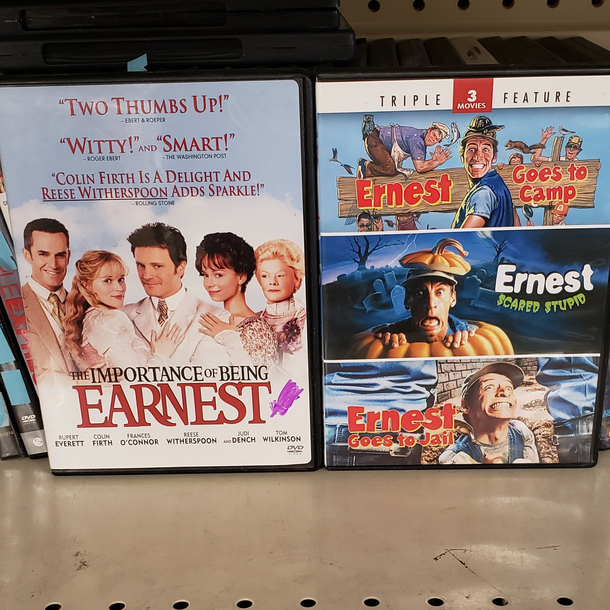 "TWO THUMBS UP!"
-EBERT & ROEPER
"WITTY!" AND "SMART!"
- ROGER EBERT - THE WASHINGTON POST
"COLIN FIRTH IS A DELIGHT AND
REESE WITHERSPOON ADDS SPARKLE!"
- ROLLING STONE
THE IMPORTANCE OF BEING
EARNEST
RUPERT EVERETT COLIN FIRTH FRANCES O'CONNOR REESE WITHERSPOON JUDI AND DENCH TOM WILKINSON
DVD
VIDEO
TRIPLE 3 MOVIES FEATURE
Ernest
Goes to
Camp
Ernest
SCARED STUPID
Ernest
Goes to Jail
DVD